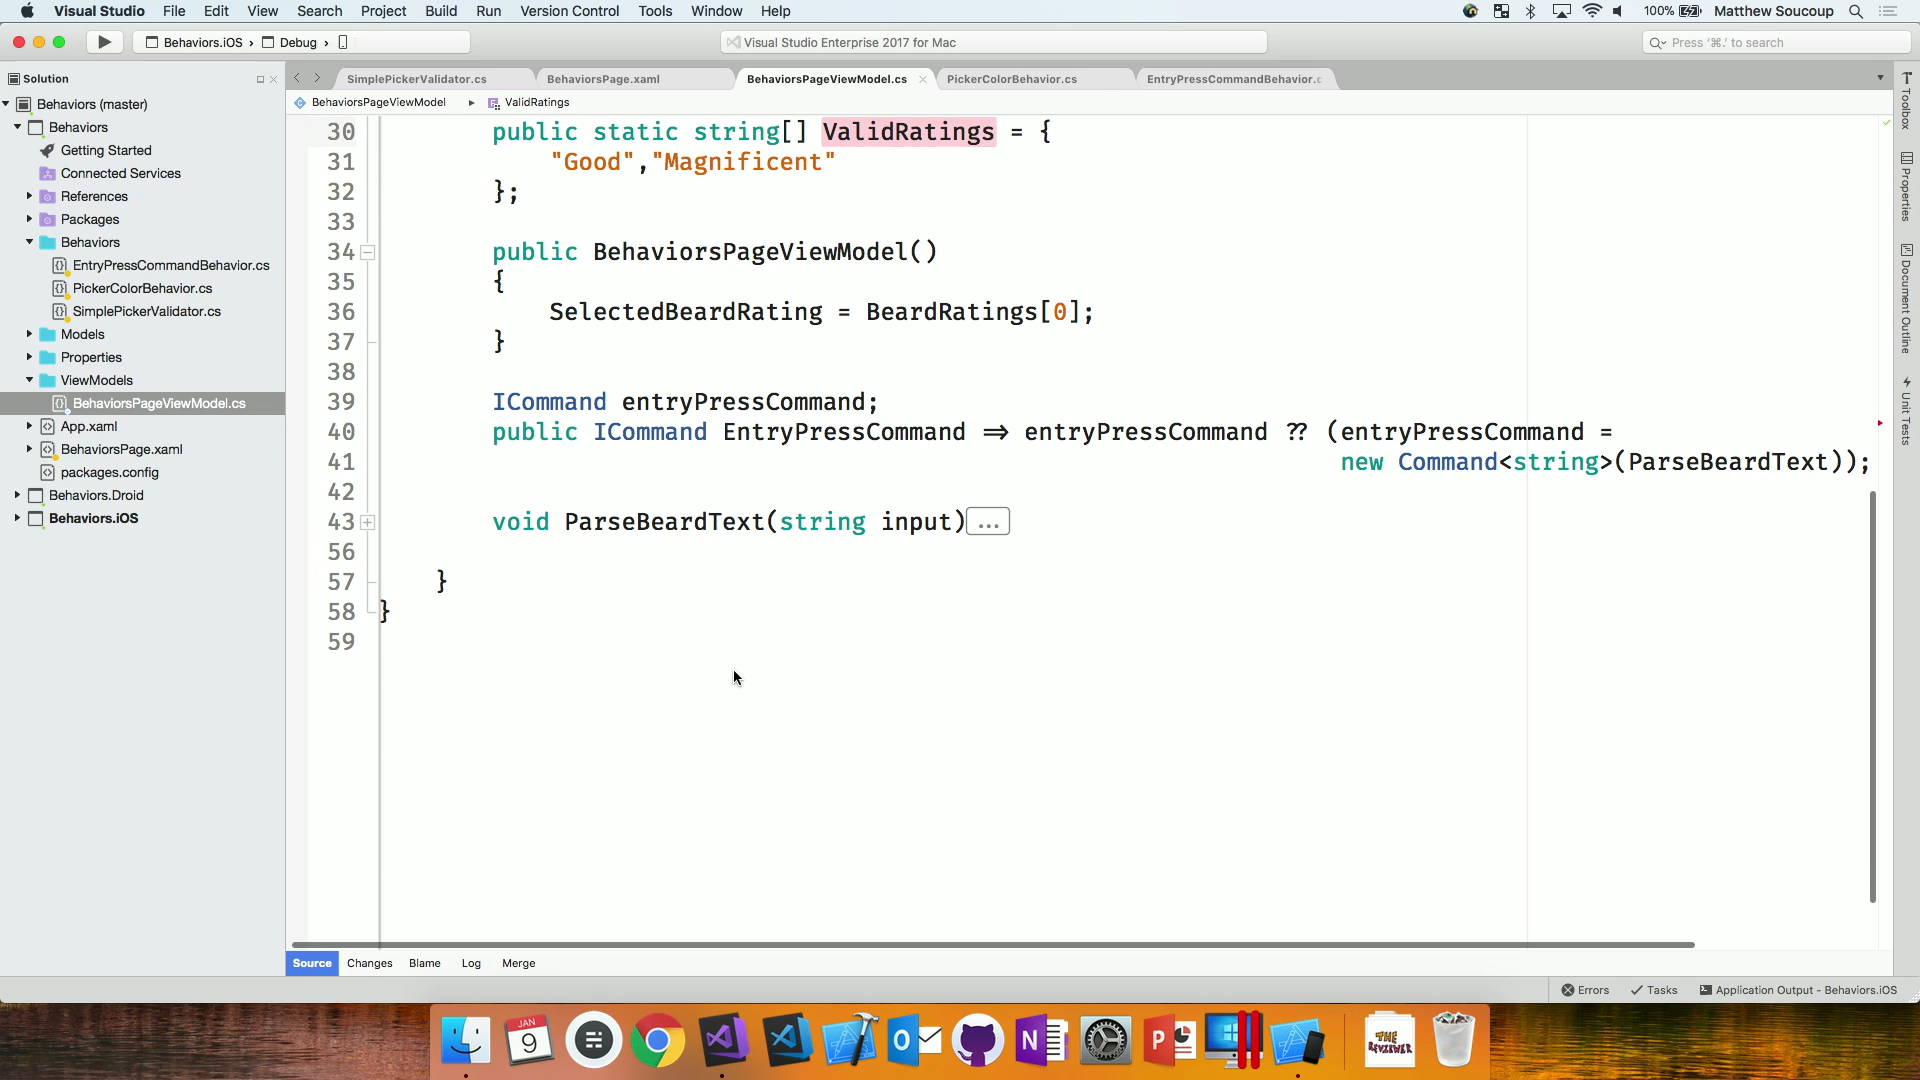 Visual Studio File Edit View Search Project Build Run Version Control Tools Window Help 100% Matthew Soucoup
Behaviors.iOS › Debug › Visual Studio Enterprise 2017 for Mac Press '⌘.' to search
Solution SimplePickerValidator.cs BehaviorsPage.xaml BehaviorsPageViewModel.cs PickerColorBehavior.cs EntryPressCommandBehavior.c
BehaviorsPageViewModel ▸ ValidRatings
Behaviors (master)
Behaviors
Getting Started
Connected Services
References
Packages
Behaviors
EntryPressCommandBehavior.cs
PickerColorBehavior.cs
SimplePickerValidator.cs
Models
Properties
ViewModels
BehaviorsPageViewModel.cs
App.xaml
BehaviorsPage.xaml
packages.config
Behaviors.Droid
Behaviors.iOS
30 public static string[] ValidRatings = {
31 "Good","Magnificent"
32 };
33
34 public BehaviorsPageViewModel()
35 {
36 SelectedBeardRating = BeardRatings[0];
37 }
38
39 ICommand entryPressCommand;
40 public ICommand EntryPressCommand => entryPressCommand ?? (entryPressCommand =
41 new Command<string>(ParseBeardText));
42
43 void ParseBeardText(string input)...
56
57 }
58 }
59
Toolbox
Properties
Document Outline
Unit Tests
Source Changes Blame Log Merge
Errors Tasks Application Output - Behaviors.iOS
JAN
9
N
P
THE
REVIEWER